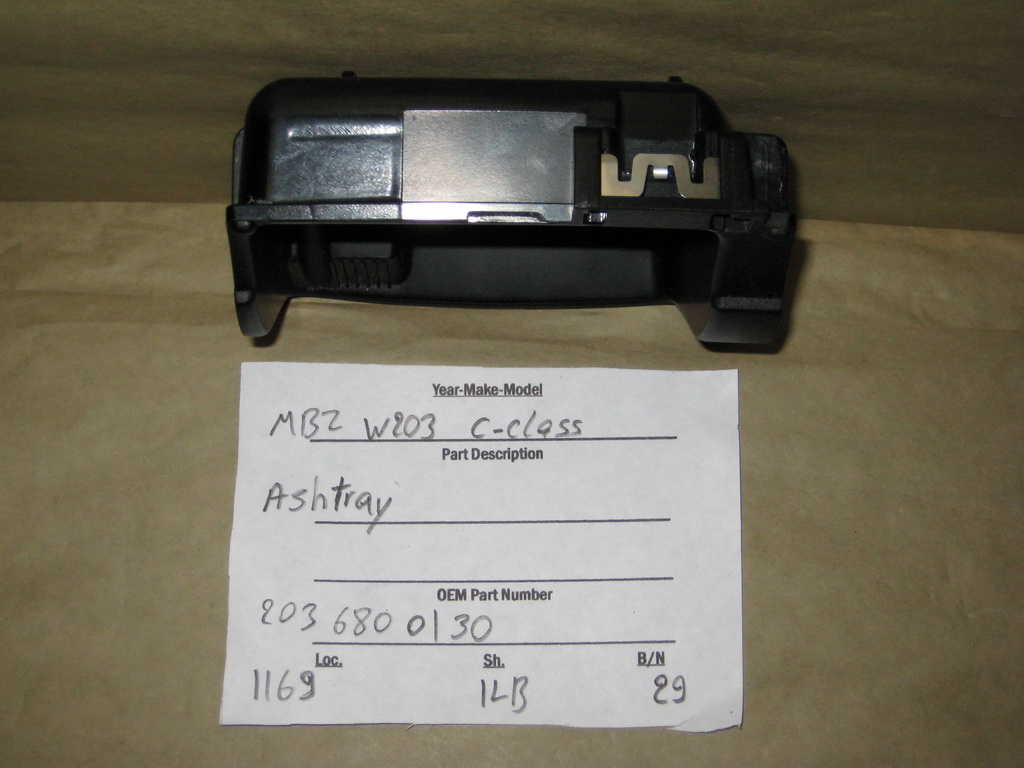 Year-Make-Model
MBZ W203 C-Class
Part Description
Ashtray
OEM Part Number
203 680 0130
Loc. Sh. B/N
1169 1LB 29